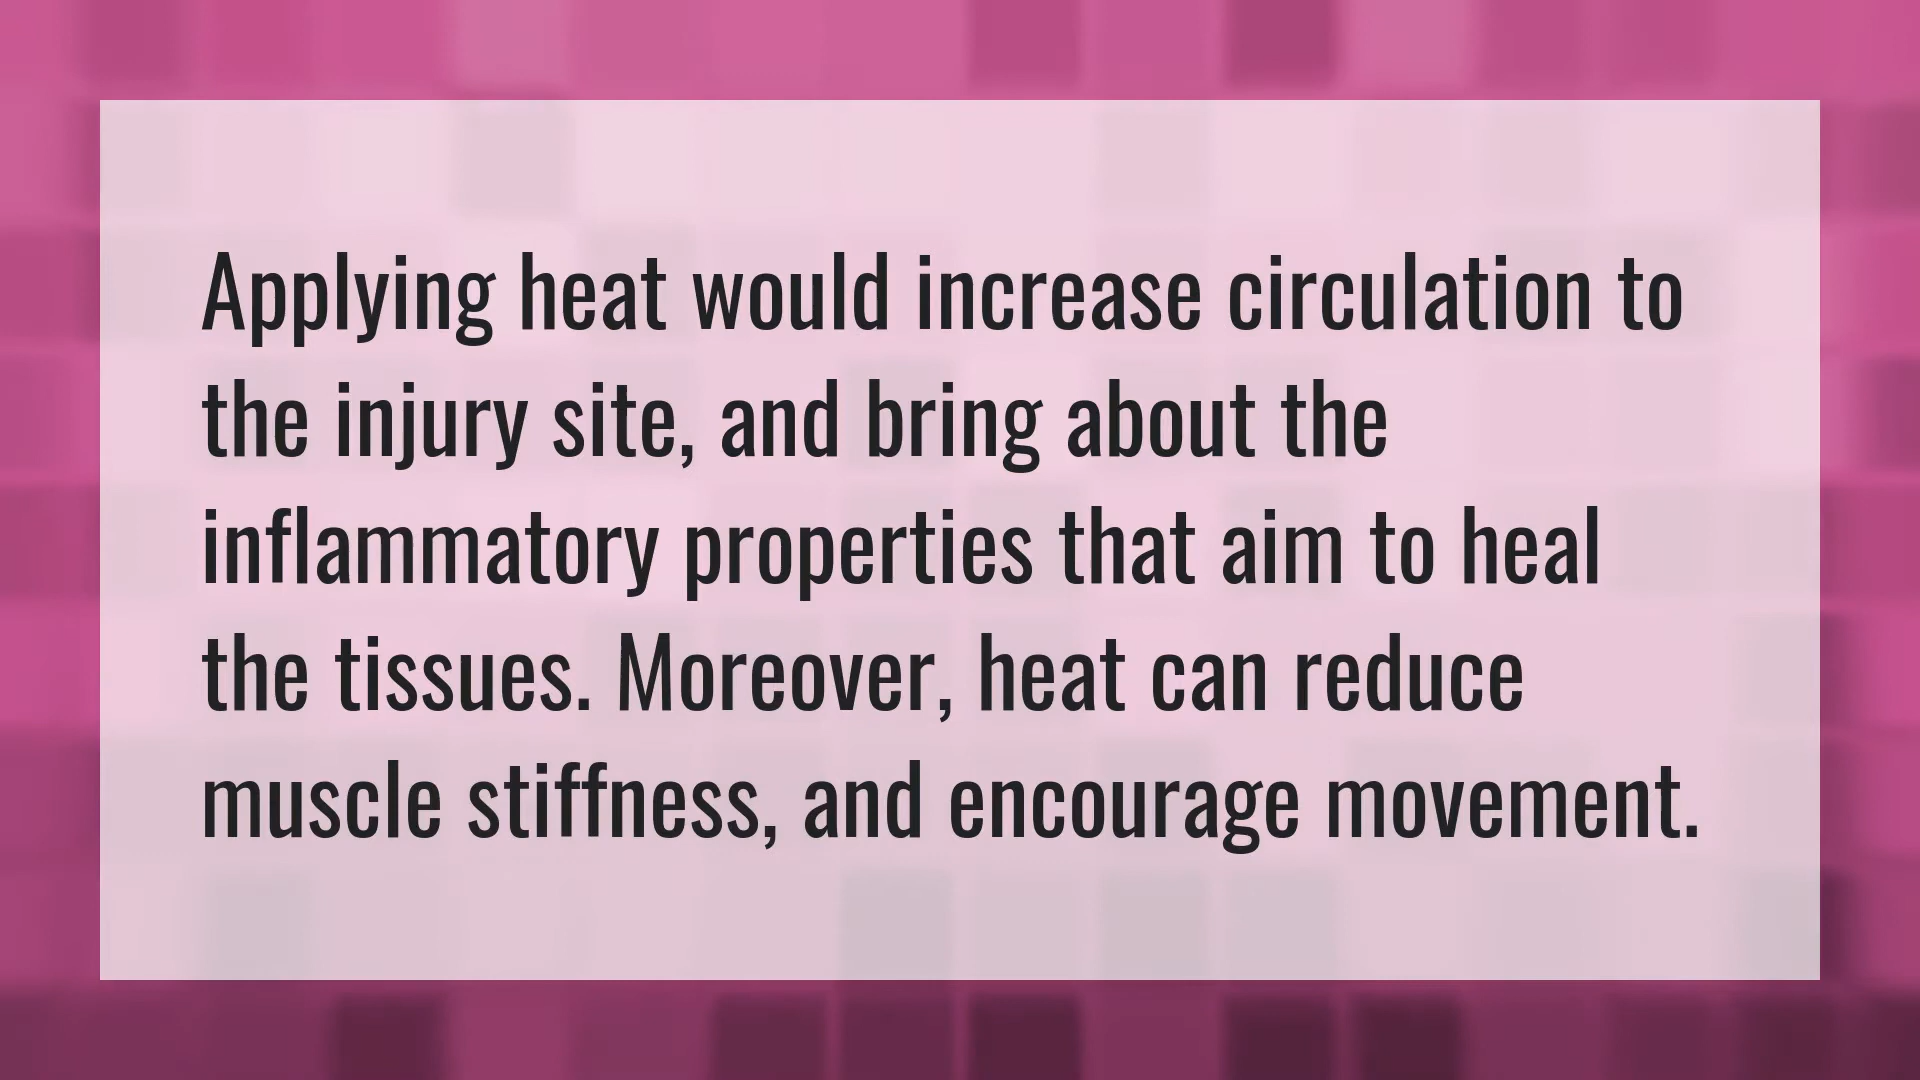 Applying heat would increase circulation to
the injury site, and bring about the
inflammatory properties that aim to heal
the tissues. Moreover, heat can reduce
muscle stiffness, and encourage movement.